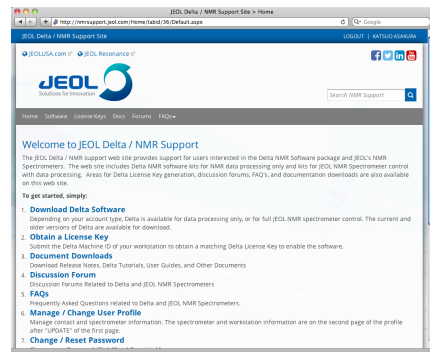 JEOL Delta / NMR Support Site > Home
http://nmrsupport.jeol.com/Home/tabid/36/Default.aspx
Google
JEOL Delta / NMR Support Site
LOGOUT | KATSUO ASAKURA
JEOLUSA.com
JEOL Resonance
JEOL
Solutions for Innovation
Search NMR Support
Home Software License Keys Docs Forums FAQs
Welcome to JEOL Delta / NMR Support
The JEOL Delta / NMR support web site provides support for users interested in the Delta NMR Software package and JEOL's NMR
Spectrometers. The web site includes Delta NMR software kits for NMR data processing only and kits for JEOL NMR Spectrometer control
with data processing. Areas for Delta License Key generation, discussion forums, FAQ's, and documentation downloads are also available
on this web site.
To get started, simply:
1. Download Delta Software
Depending on your account type, Delta is available for data processing only, or for full JEOL NMR spectrometer control. The current and
older versions of Delta are available for download.
2. Obtain a License Key
Submit the Delta Machine ID of your workstation to obtain a matching Delta License Key to enable the software.
3. Document Downloads
Download Release Notes, Delta Tutorials, User Guides, and Other Documents
4. Discussion Forum
Discussion Forums Related to Delta and JEOL NMR Spectrometers
5. FAQs
Frequently Asked Questions related to Delta and JEOL NMR Spectrometers.
6. Manage / Change User Profile
Manage contact and spectrometer information. The spectrometer and workstation information are on the second page of the profile
after "UPDATE" of the first page.
7. Change / Reset Password